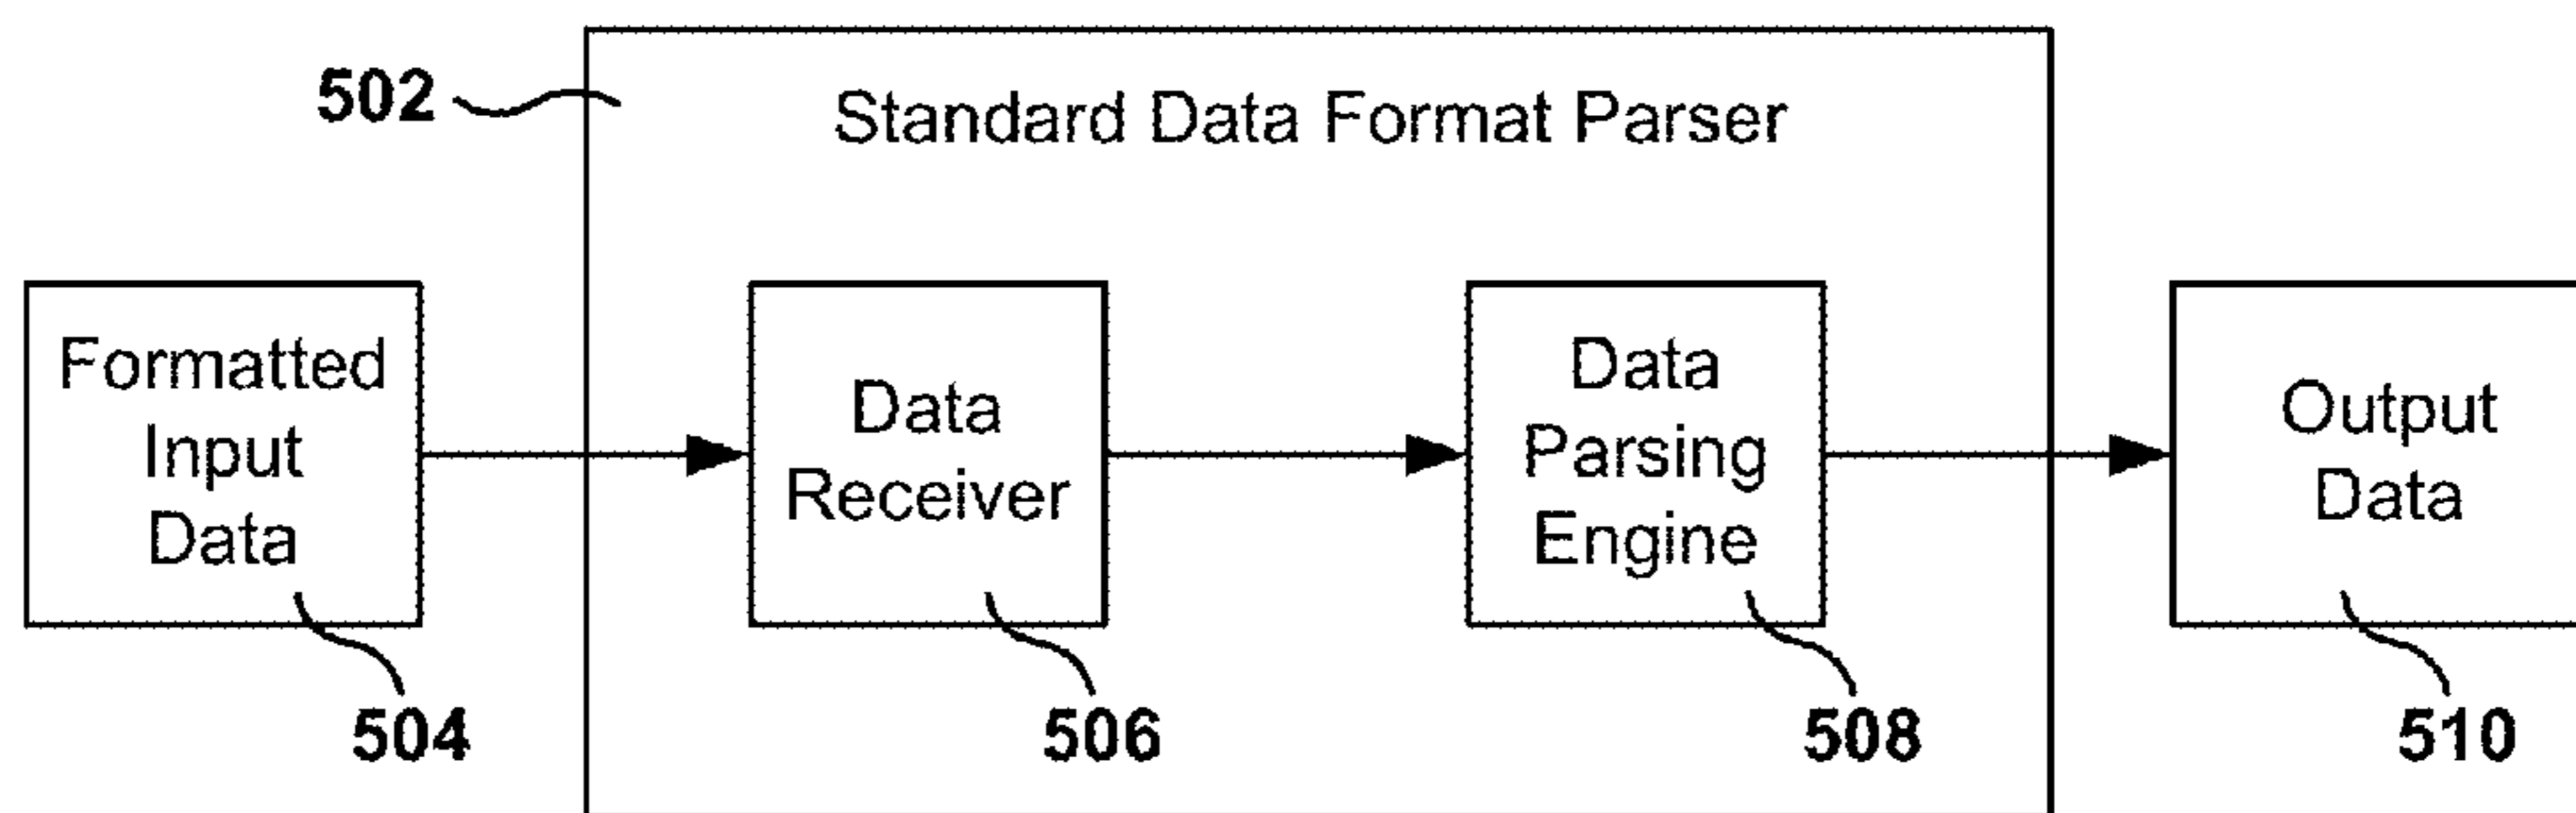 502
Standard Data Format Parser
Formatted
Input
Data
504
Data
Receiver
506
Data
Parsing
Engine
508
Output
Data
510